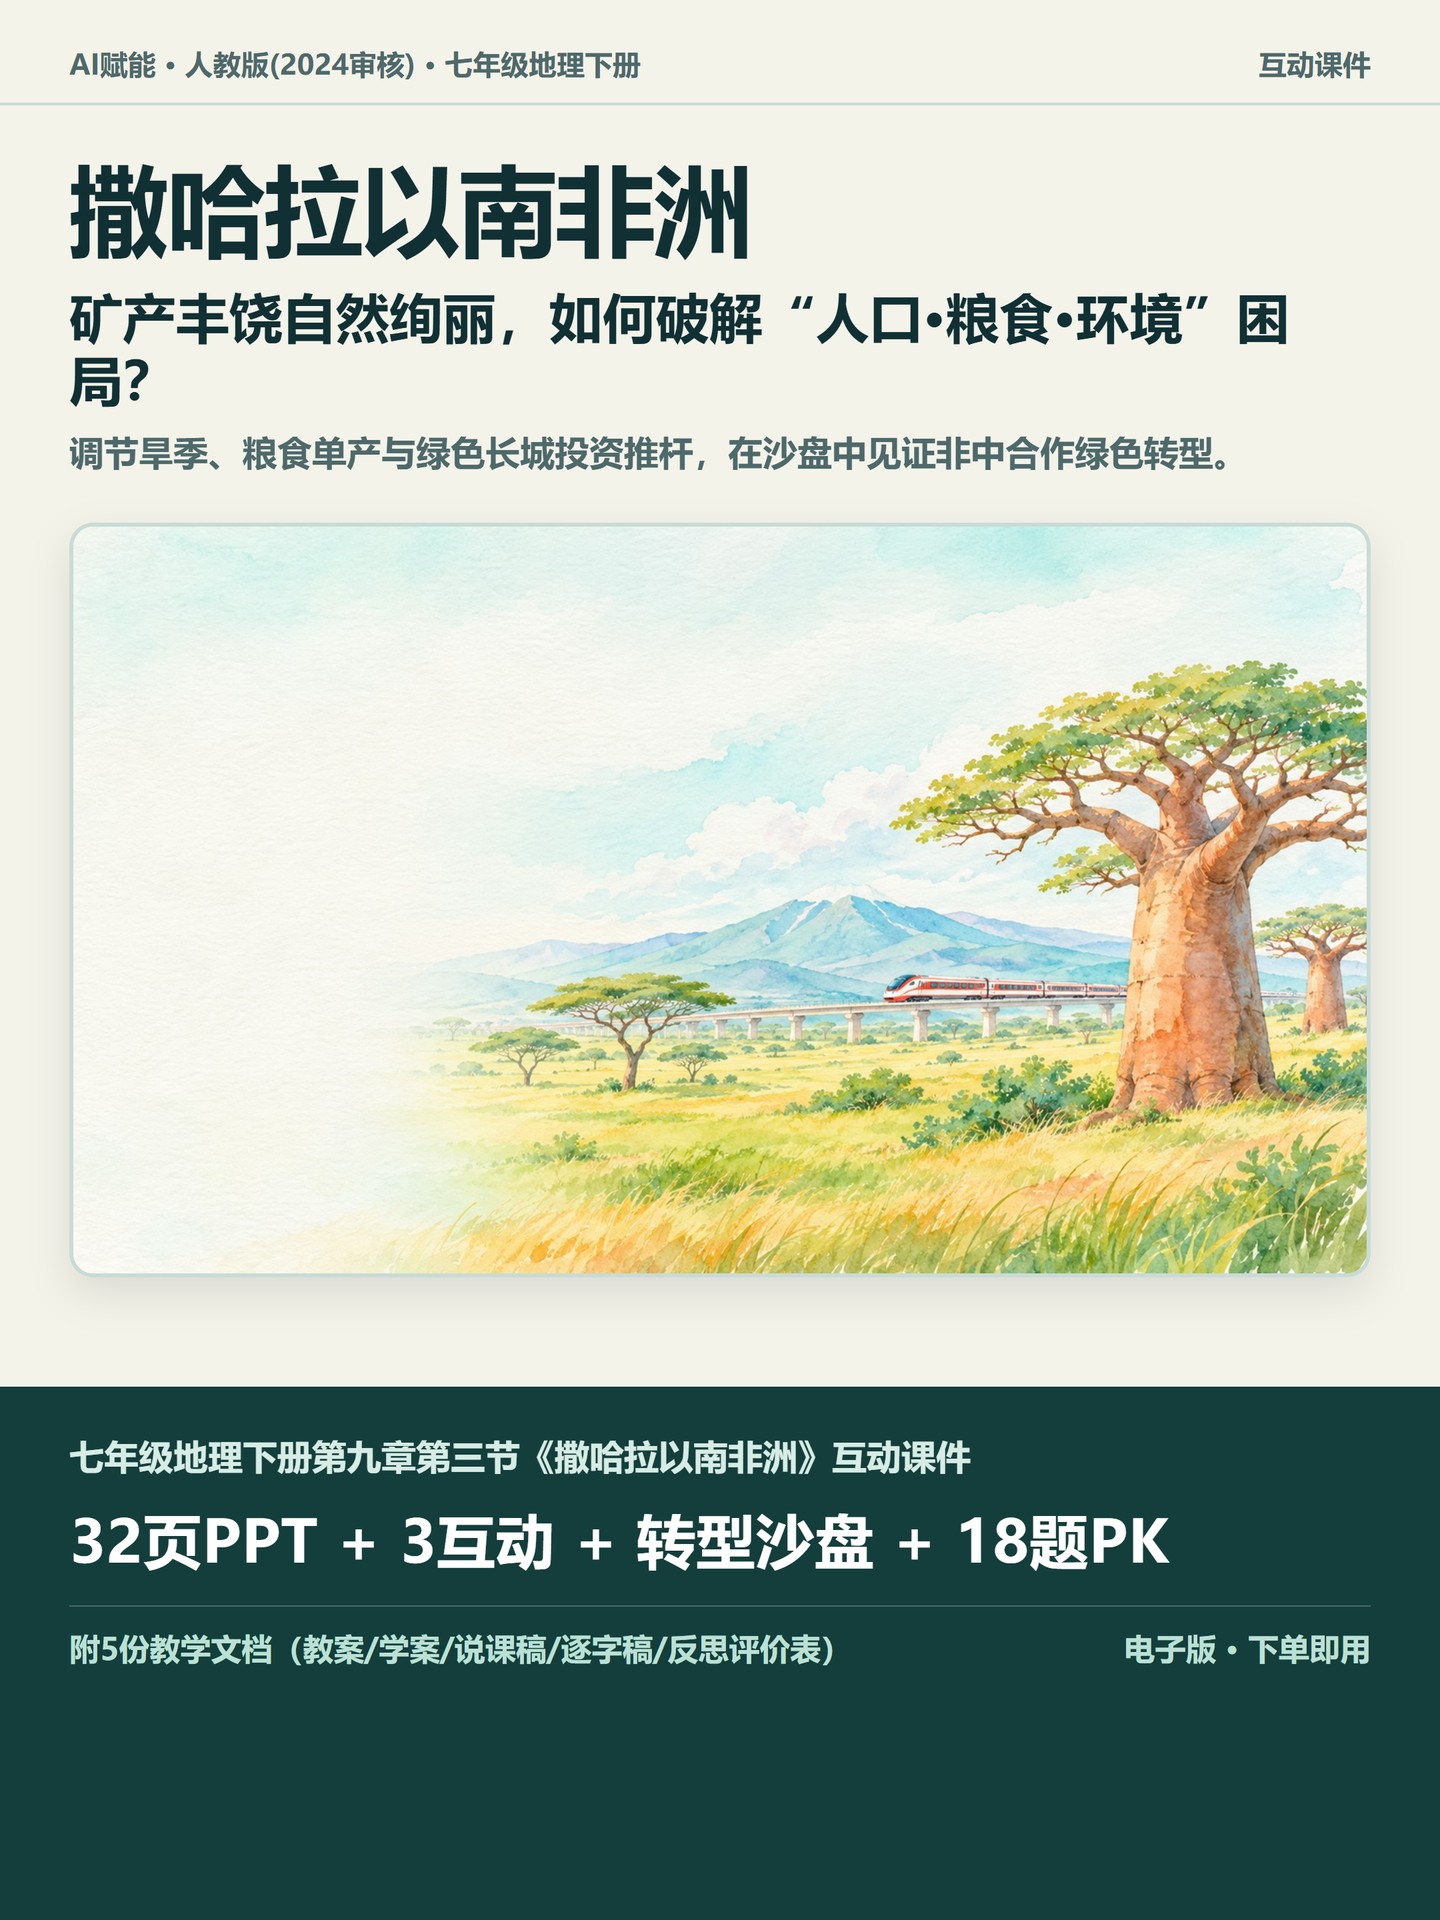 AI赋能 • 人教版(2024审核) • 七年级地理下册
互动课件
撒哈拉以南非洲
矿产丰饶自然绚丽，如何破解“人口•粮食•环境”困
局？
调节旱季、粮食单产与绿色长城投资推杆，在沙盘中见证非中合作绿色转型。
七年级地理下册第九章第三节《撒哈拉以南非洲》互动课件
32页PPT + 3互动 + 转型沙盘 + 18题PK
附5份教学文档（教案/学案/说课稿/逐字稿/反思评价表）
电子版 • 下单即用